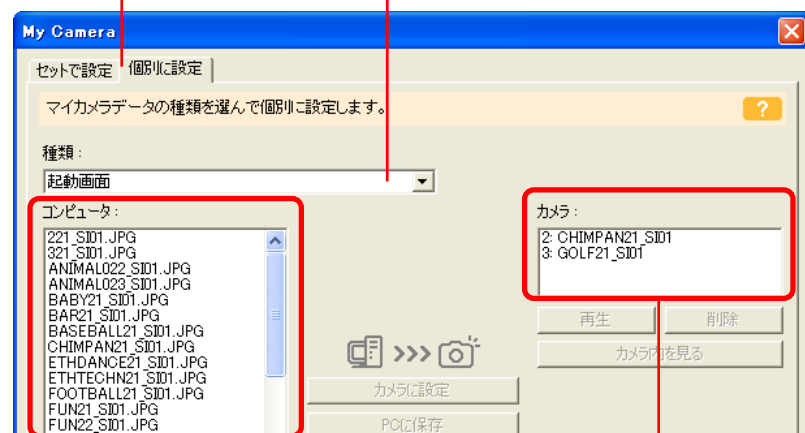 My Camera
セットで設定 個別に設定
マイカメラデータの種類を選んで個別に設定します。 ?
種類:
起動画面
コンピュータ: カメラ:
221_SI01.JPG
321_SI01.JPG
ANIMAL022_SI01.JPG
ANIMAL023_SI01.JPG
BABY21_SI01.JPG
BAR21_SI01.JPG
BASEBALL21_SI01.JPG
CHIMPAN21_SI01.JPG
ETHDANCE21_SI01.JPG
ETHTECHN21_SI01.JPG
FOOTBALL21_SI01.JPG
FUN21_SI01.JPG
FUN22_SI01.JPG
>>>
カメラに設定
PCに保存
2: CHIMPAN21_SI01
3: GOLF21_SI01
再生 削除
カメラ内を見る